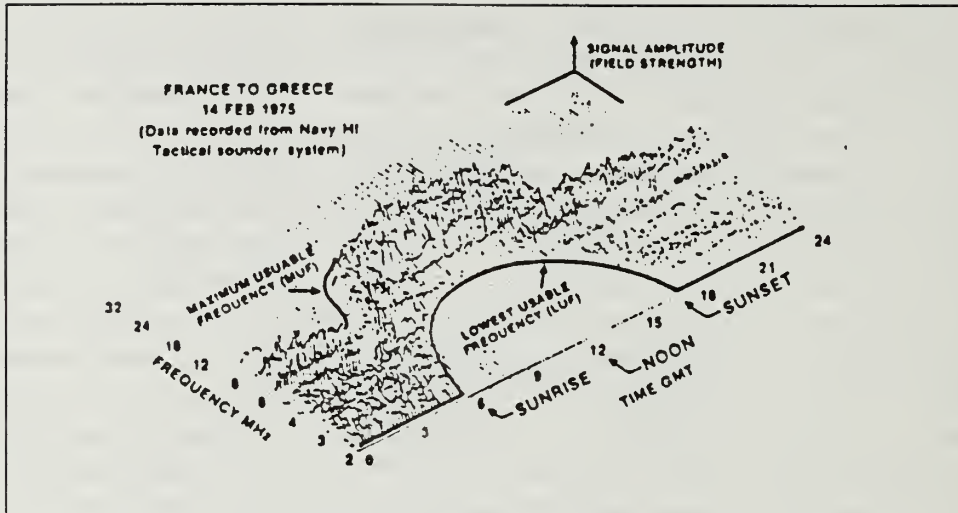 SIGNAL AMPLITUDE
(FIELD STRENGTH)
FRANCE TO GREECE
14 FEB 1975
(Data recorded from Navy HF
Tactical sounder system)
MAXIMUM USUABLE
FREQUENCY (MUF)
LOWEST USABLE
FREQUENCY (LUF)
32
24
18
12
8
6
4
3
2
FREQUENCY MHz
0
3
6
9
12
15
18
21
24
SUNRISE
NOON
SUNSET
TIME GMT